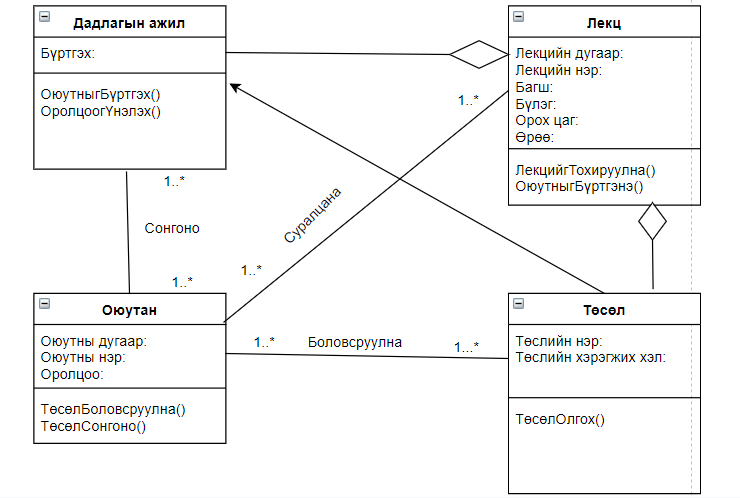 Дадлагын ажил
Бүртгэх:
ОюутныгБүртгэх()
ОролцоогҮнэлэх()
Лекц
Лекцийн дугаар:
Лекцийн нэр:
Багш:
Бүлэг:
Орох цаг:
Өрөө:
ЛекцийгТохируулна()
ОюутныгБүртгэнэ()
1..*
1..*
Сонгоно
1..*
Суралцана
1..*
Оюутан
Оюутны дугаар:
Оюутны нэр:
Оролцоо:
ТөсөлБоловсруулна()
ТөсөлСонгоно()
1..*
Боловсруулна
1...*
Төсөл
Төслийн нэр:
Төслийн хэрэгжих хэл:
ТөсөлОлгох()